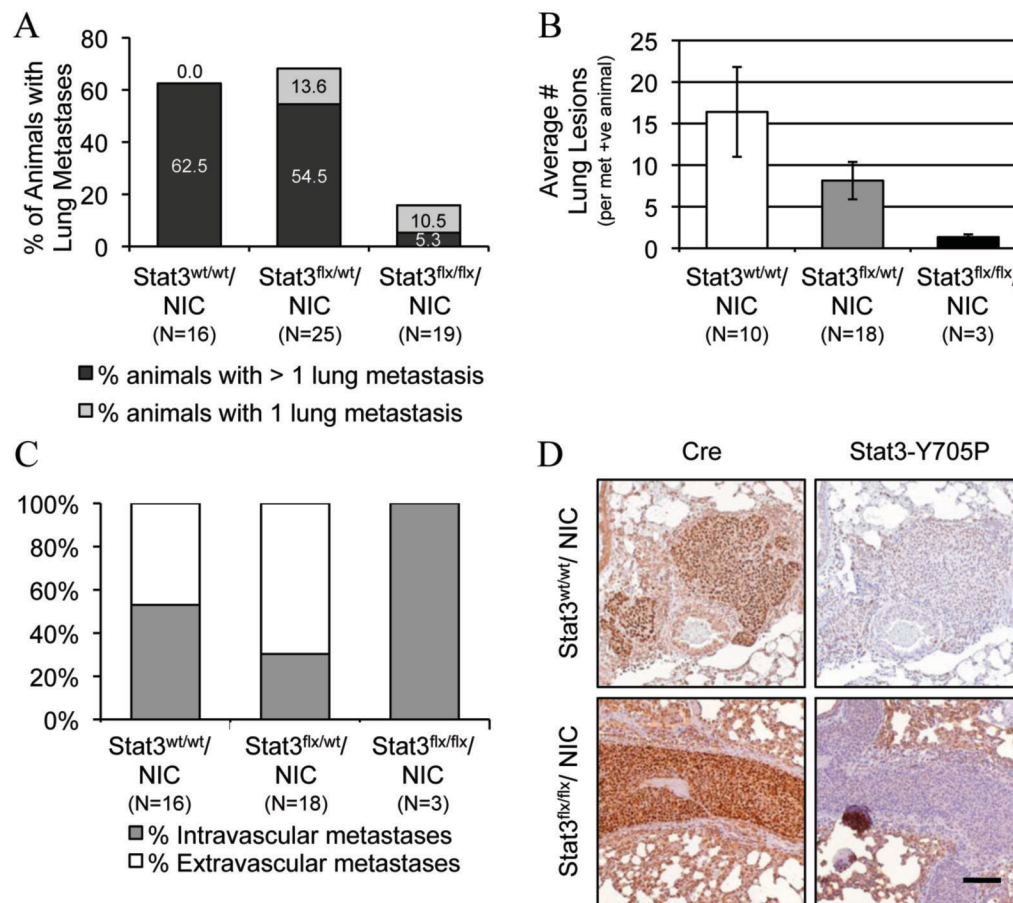 A
% of Animals with
Lung Metastases
80
60
40
20
0
0.0
62.5
13.6
54.5
10.5
5.3
Stat3wt/wt/
NIC
(N=16)
Stat3flx/wt/
NIC
(N=25)
Stat3flx/flx/
NIC
(N=19)
% animals with > 1 lung metastasis
% animals with 1 lung metastasis
B
Average #
Lung Lesions
(per met +ve animal)
25
20
15
10
5
0
Stat3wt/wt/
NIC
(N=10)
Stat3flx/wt/
NIC
(N=18)
Stat3flx/flx/
NIC
(N=3)
C
100%
80%
60%
40%
20%
0%
Stat3wt/wt/
NIC
(N=16)
Stat3flx/wt/
NIC
(N=18)
Stat3flx/flx/
NIC
(N=3)
% Intravascular metastases
% Extravascular metastases
D
Cre
Stat3-Y705P
Stat3wt/wt/ NIC
Stat3flx/flx/ NIC